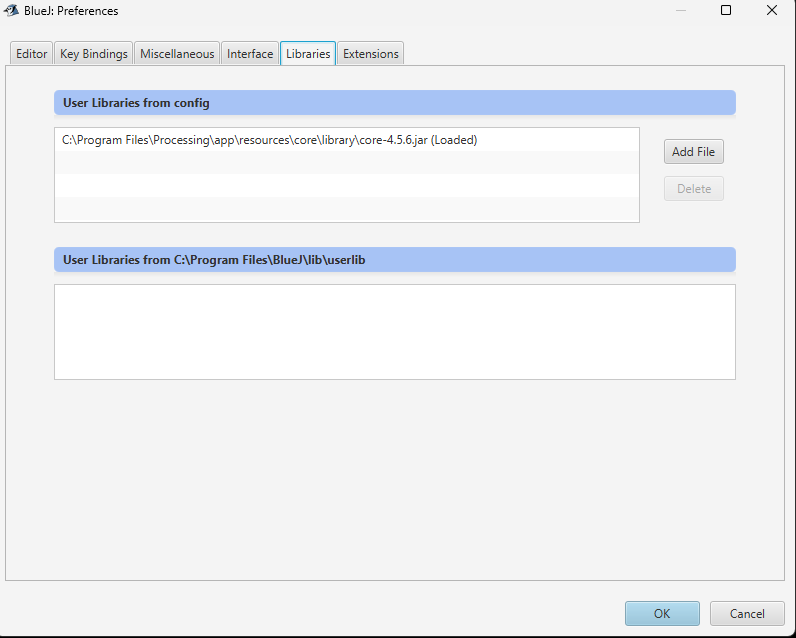 BlueJ: Preferences
Editor Key Bindings Miscellaneous Interface Libraries Extensions
User Libraries from config
C:\Program Files\Processing\app\resources\core\library\core-4.5.6.jar (Loaded)
Add File
Delete
User Libraries from C:\Program Files\BlueJ\lib\userlib
OK Cancel